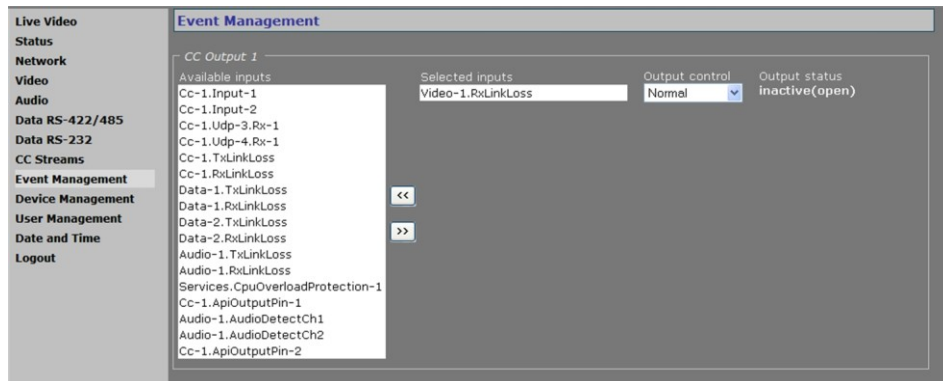 Live Video
Status
Network
Video
Audio
Data RS-422/485
Data RS-232
CC Streams
Event Management
Device Management
User Management
Date and Time
Logout
Event Management
CC Output 1
Available inputs
Cc-1.Input-1
Cc-1.Input-2
Cc-1.Udp-3.Rx-1
Cc-1.Udp-4.Rx-1
Cc-1.TxLinkLoss
Cc-1.RxLinkLoss
Data-1.TxLinkLoss
Data-1.RxLinkLoss
Data-2.TxLinkLoss
Data-2.RxLinkLoss
Audio-1.TxLinkLoss
Audio-1.RxLinkLoss
Services.CpuOverloadProtection-1
Cc-1.ApiOutputPin-1
Audio-1.AudioDetectCh1
Audio-1.AudioDetectCh2
Cc-1.ApiOutputPin-2
<<
>>
Selected inputs
Video-1.RxLinkLoss
Output control
Normal
Output status
inactive(open)